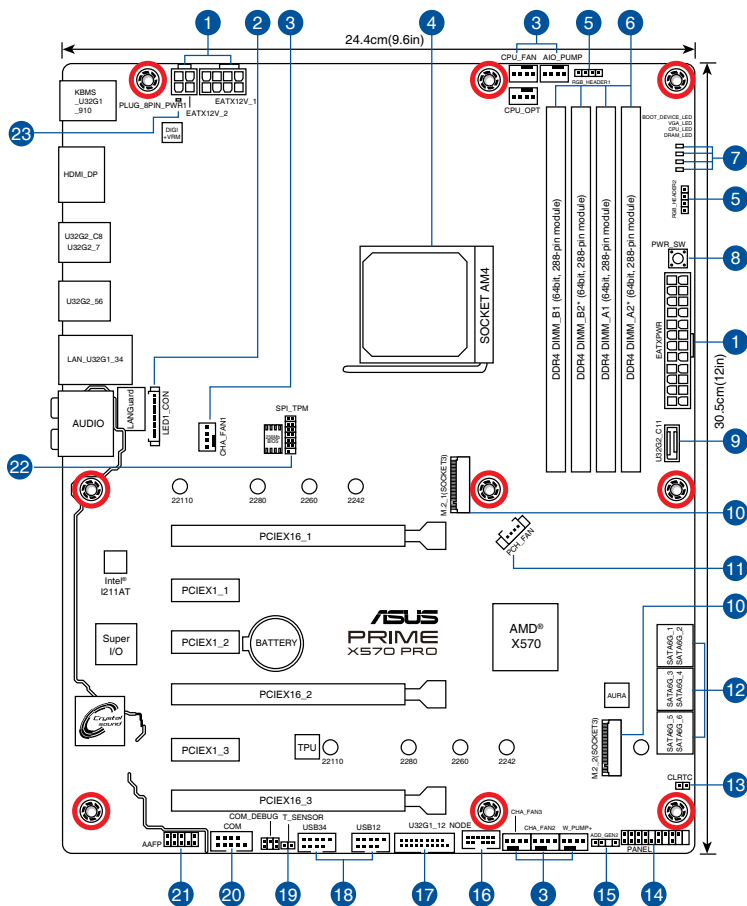 1
2
3
4
3
5
6
24.4cm(9.6in)
CPU_FAN
AIO_PUMP
RGB_HEADER1
KBMS
_U32G1
_910
PLUG_8PIN_PWR1
EATX12V_1
EATX12V_2
CPU_OPT
23
DIGI
+VRM
BOOT_DEVICE_LED
VGA_LED
CPU_LED
DRAM_LED
7
HDMI_DP
RGB_HEADER2
5
U32G2_C8
U32G2_7
PWR_SW
8
SOCKET AM4
DDR4 DIMM_B1 (64bit, 288-pin module)
DDR4 DIMM_B2* (64bit, 288-pin module)
DDR4 DIMM_A1 (64bit, 288-pin module)
DDR4 DIMM_A2* (64bit, 288-pin module)
U32G2_56
EATXPWR
1
30.5cm(12in)
LAN_U32G1_34
LANGuard
LED1_CON
AUDIO
CHA_FAN1
SPI_TPM
256Mb
BIOS
U32G2_C11
9
22
M.2_1(SOCKET3)
22110
2280
2260
2242
10
PCIEX16_1
PCH_FAN
11
Intel®
I211AT
PCIEX1_1
10
Super
I/O
PCIEX1_2
BATTERY
ASUS
PRIME
X570 PRO
AMD®
X570
SATA6G_1
SATA6G_2
SATA6G_3
SATA6G_4
SATA6G_5
SATA6G_6
12
PCIEX16_2
AURA
Crystal
sound
PCIEX1_3
TPU
22110
2280
2260
2242
M.2_2(SOCKET3)
CLRTC
13
PCIEX16_3
COM_DEBUG
T_SENSOR
CHA_FAN3
AAFP
COM
USB34
USB12
U32G1_12
NODE
CHA_FAN2
W_PUMP+
ADD_GEN2
PANEL
21
20
19
18
17
16
3
15
14